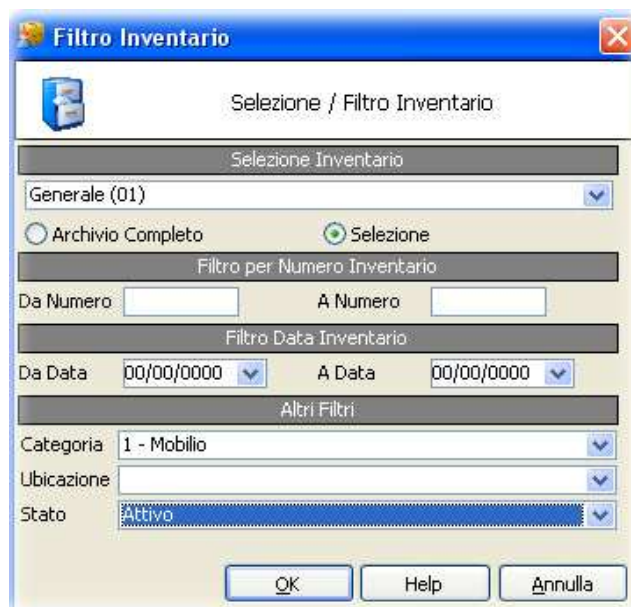 Filtro Inventario
Selezione / Filtro Inventario
Selezione Inventario
Generale (01)
Archivio Completo Selezione
Filtro per Numero Inventario
Da Numero A Numero
Filtro Data Inventario
Da Data 00/00/0000 A Data 00/00/0000
Altri Filtri
Categoria 1 - Mobilio
Ubicazione
Stato Attivo
OK Help Annulla